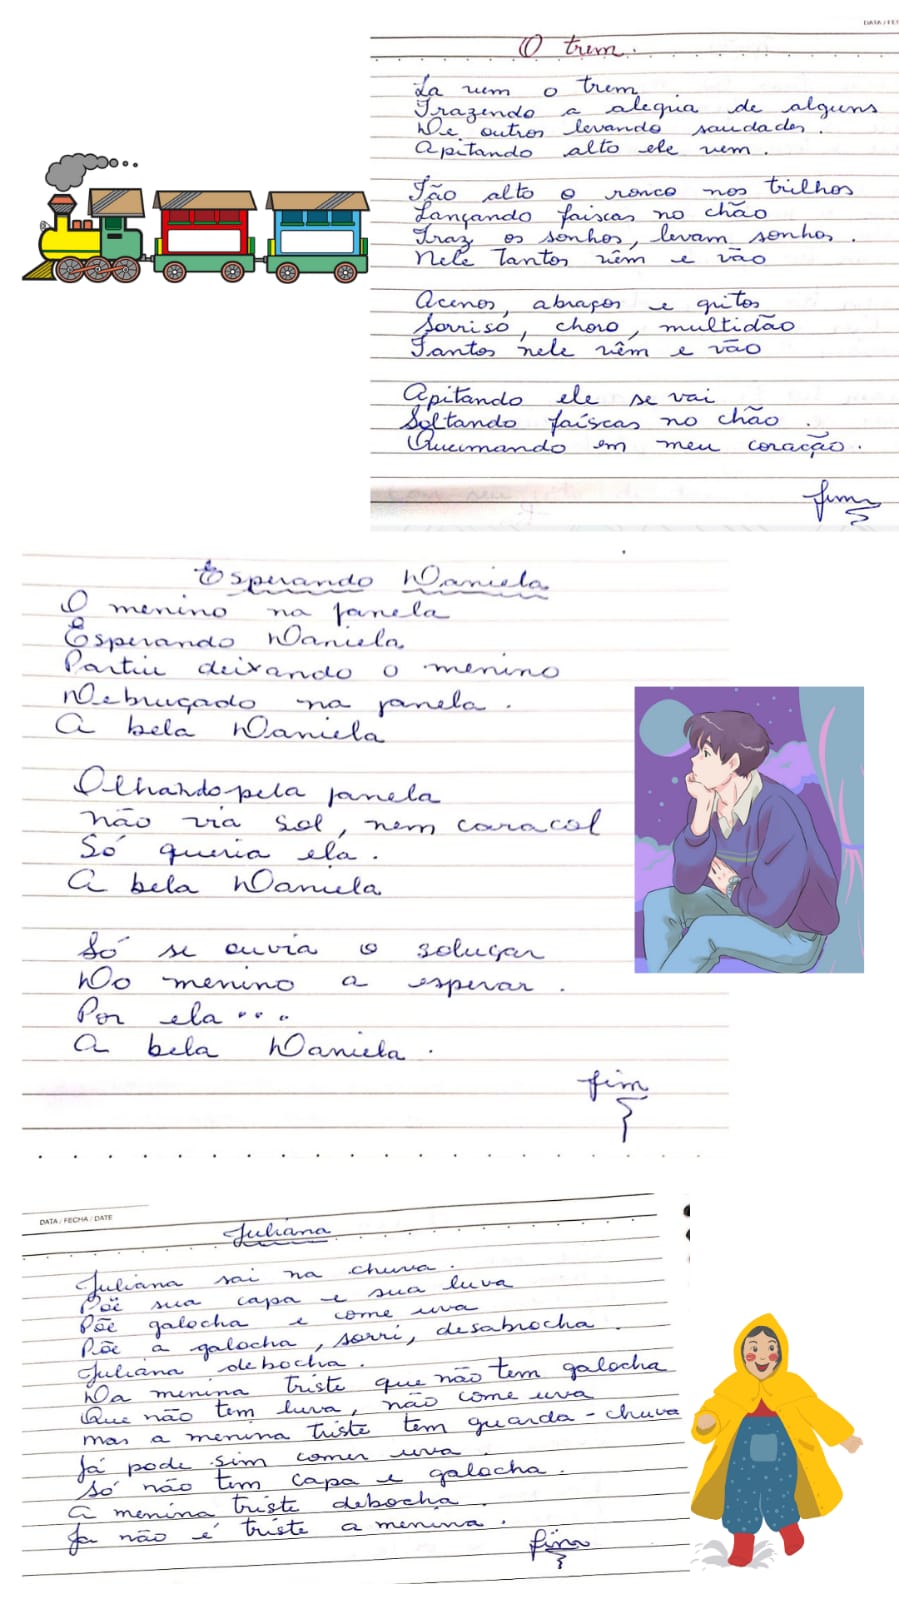 DATA / FE
O trem.
La vem o trem
Trazendo a alegria de alguns
De outros levando saudades.
Apitando alto ele vem.
Tão alto o ronco nos trilhos
Lançando faiscas no chão
Traz os sonhos, levam sonhos.
Nele Tantos vêm e vão
Acenos, abraços e gritos
Sorriso, choro, multidão
Tantos nele vêm e vão
Apitando ele se vai
Soltando faíscas no chão.
Queimando em meu coração.
fim
Esperando Daniela
O menino na janela
Esperando Daniela
Partiu deixando o menino
Debruçado na janela.
A bela Daniela
Olhando pela janela
não via sol, nem caracol
Só queria ela.
A bela Daniela
Só se ouvia o soluçar
Do menino a esperar.
Por ela...
A bela Daniela.
fim
DATA / FECHA / DATE
Juliana
Juliana sai na chuva.
Põe sua capa e sua luva
Põe galocha e come uva
Põe a galocha, sorri, desabrocha.
Juliana debocha.
Da menina triste que não tem galocha
Que não tem luva, não come uva
mas a menina triste tem guarda-chuva
Já pode sim comer uva.
Só não tem capa e galocha.
A menina triste debocha.
Ja não é triste a menina.
fim